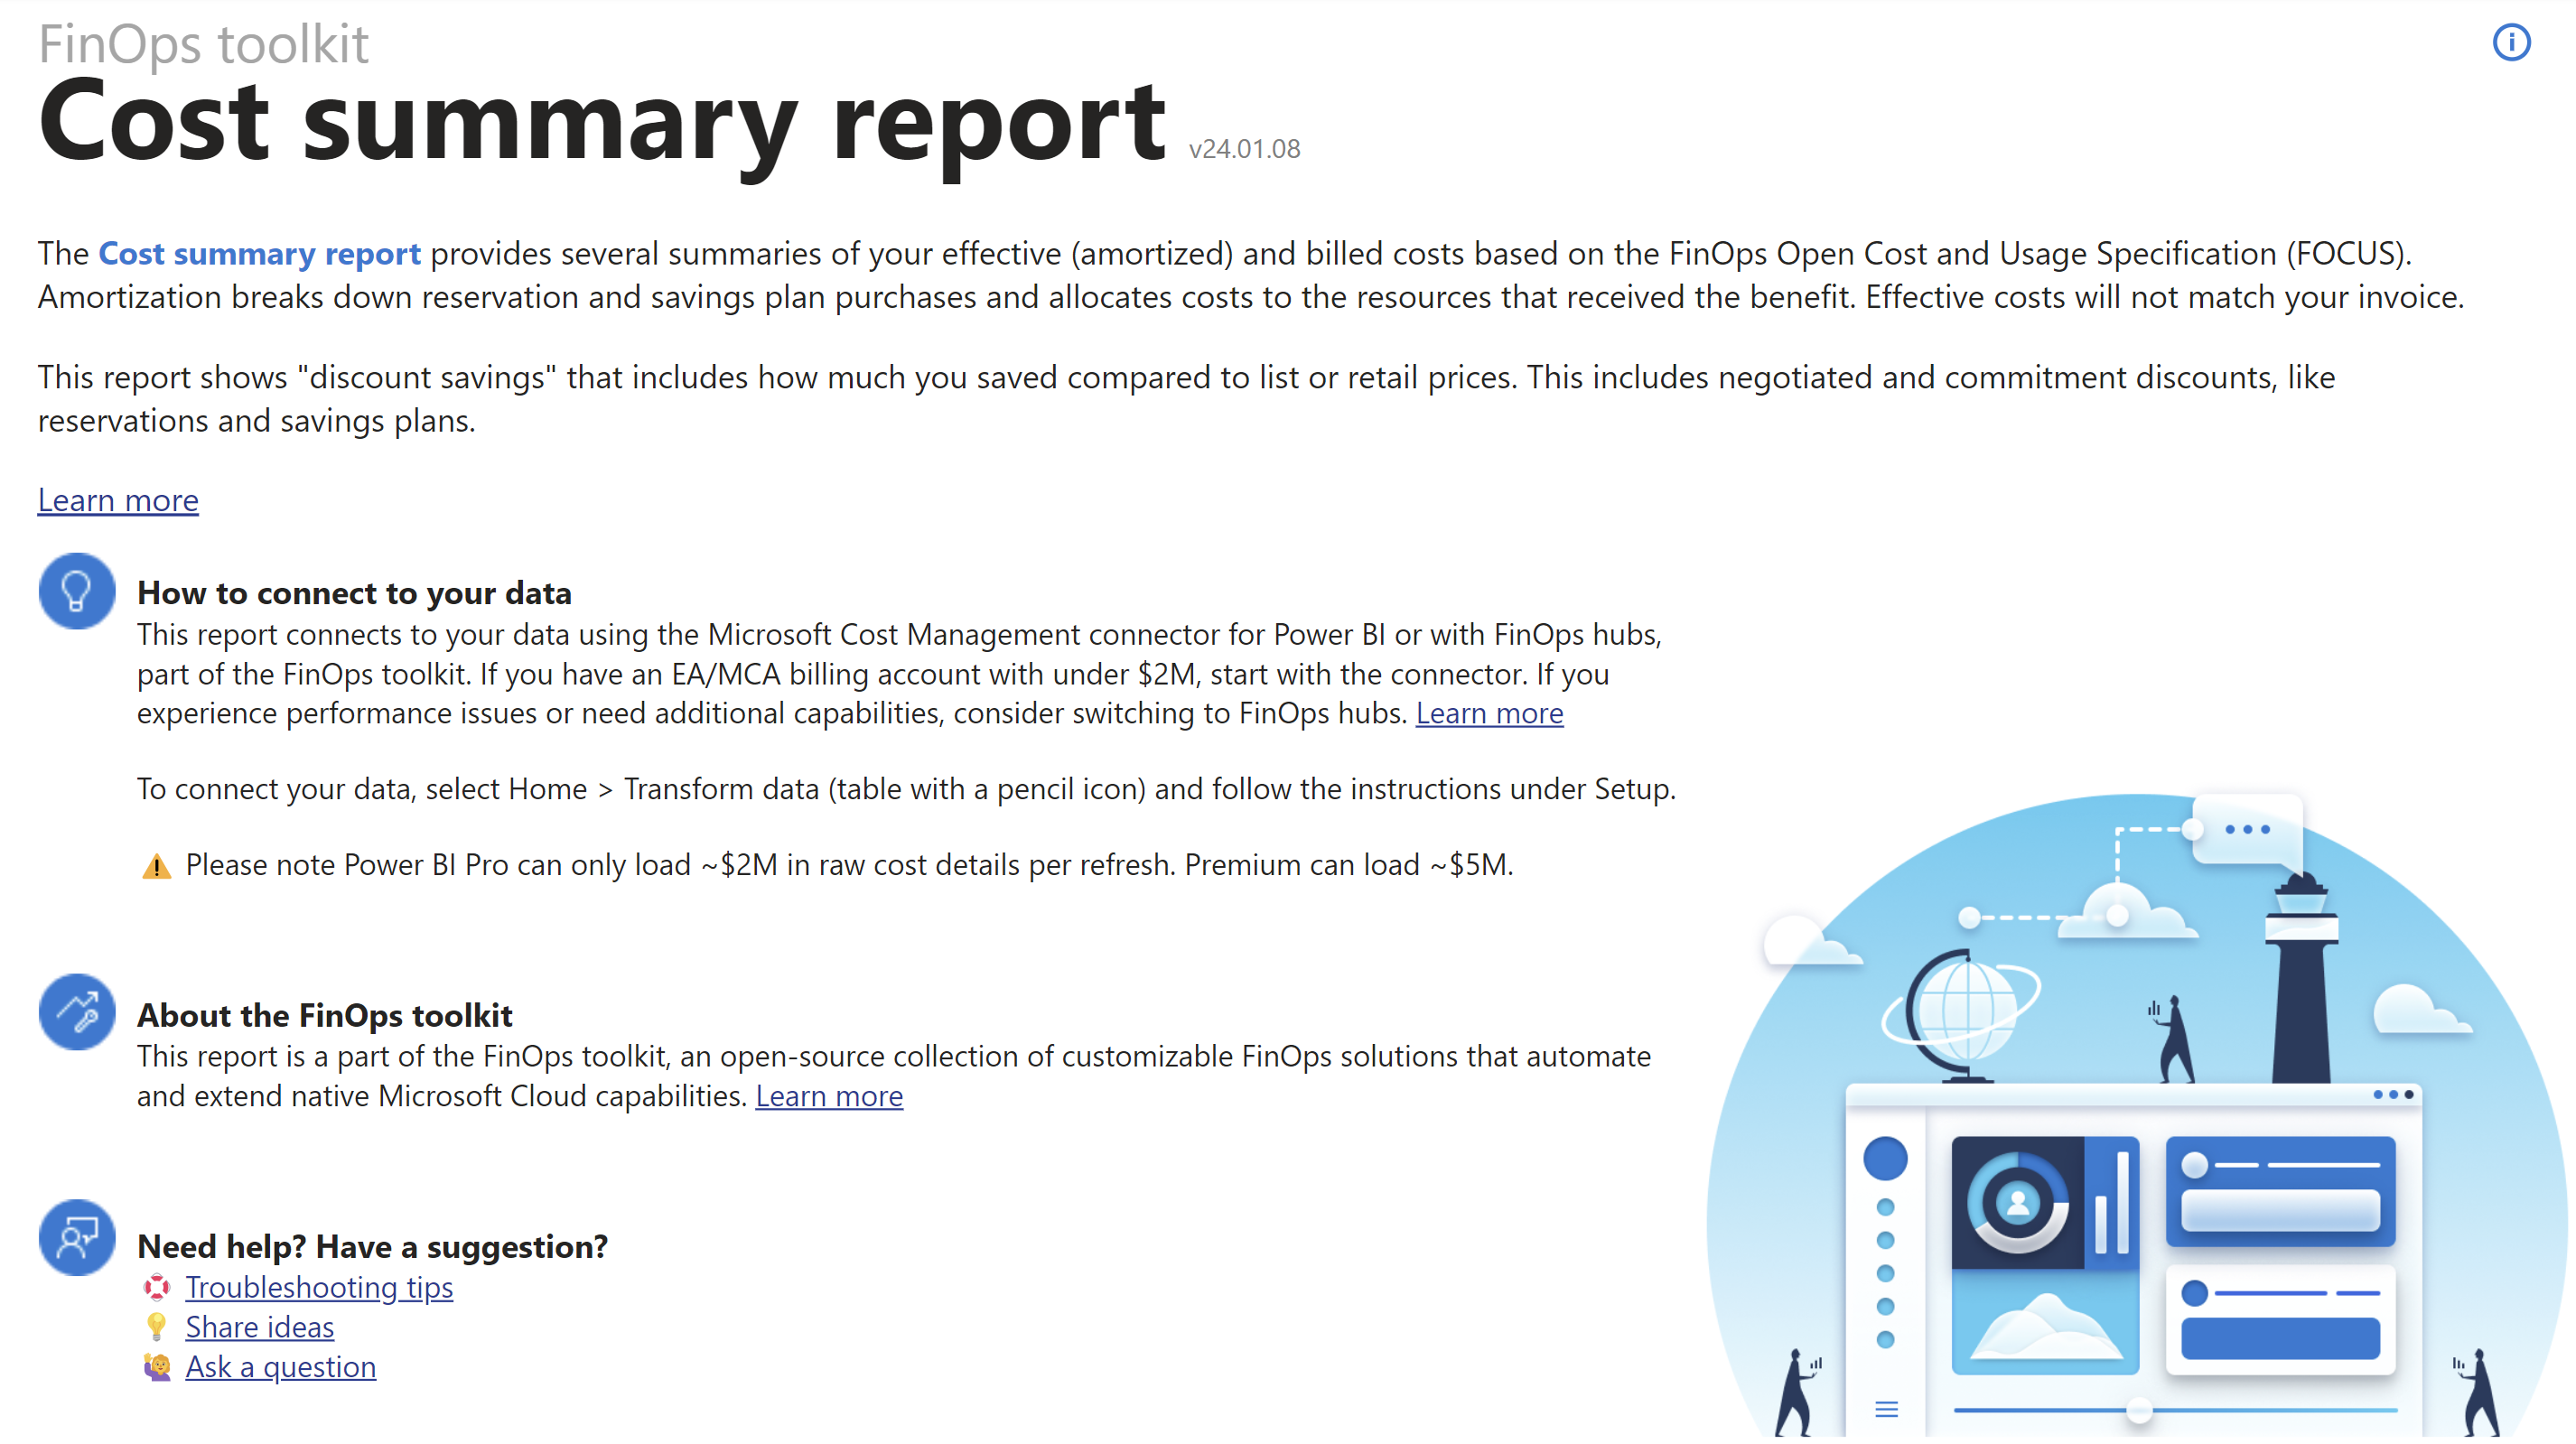 FinOps toolkit
Cost summary report v24.01.08
The Cost summary report provides several summaries of your effective (amortized) and billed costs based on the FinOps Open Cost and Usage Specification (FOCUS).
Amortization breaks down reservation and savings plan purchases and allocates costs to the resources that received the benefit. Effective costs will not match your invoice.
This report shows "discount savings" that includes how much you saved compared to list or retail prices. This includes negotiated and commitment discounts, like
reservations and savings plans.
Learn more
How to connect to your data
This report connects to your data using the Microsoft Cost Management connector for Power BI or with FinOps hubs,
part of the FinOps toolkit. If you have an EA/MCA billing account with under $2M, start with the connector. If you
experience performance issues or need additional capabilities, consider switching to FinOps hubs. Learn more
To connect your data, select Home > Transform data (table with a pencil icon) and follow the instructions under Setup.
⚠️ Please note Power BI Pro can only load ~$2M in raw cost details per refresh. Premium can load ~$5M.
About the FinOps toolkit
This report is a part of the FinOps toolkit, an open-source collection of customizable FinOps solutions that automate
and extend native Microsoft Cloud capabilities. Learn more
Need help? Have a suggestion?
Troubleshooting tips
Share ideas
Ask a question